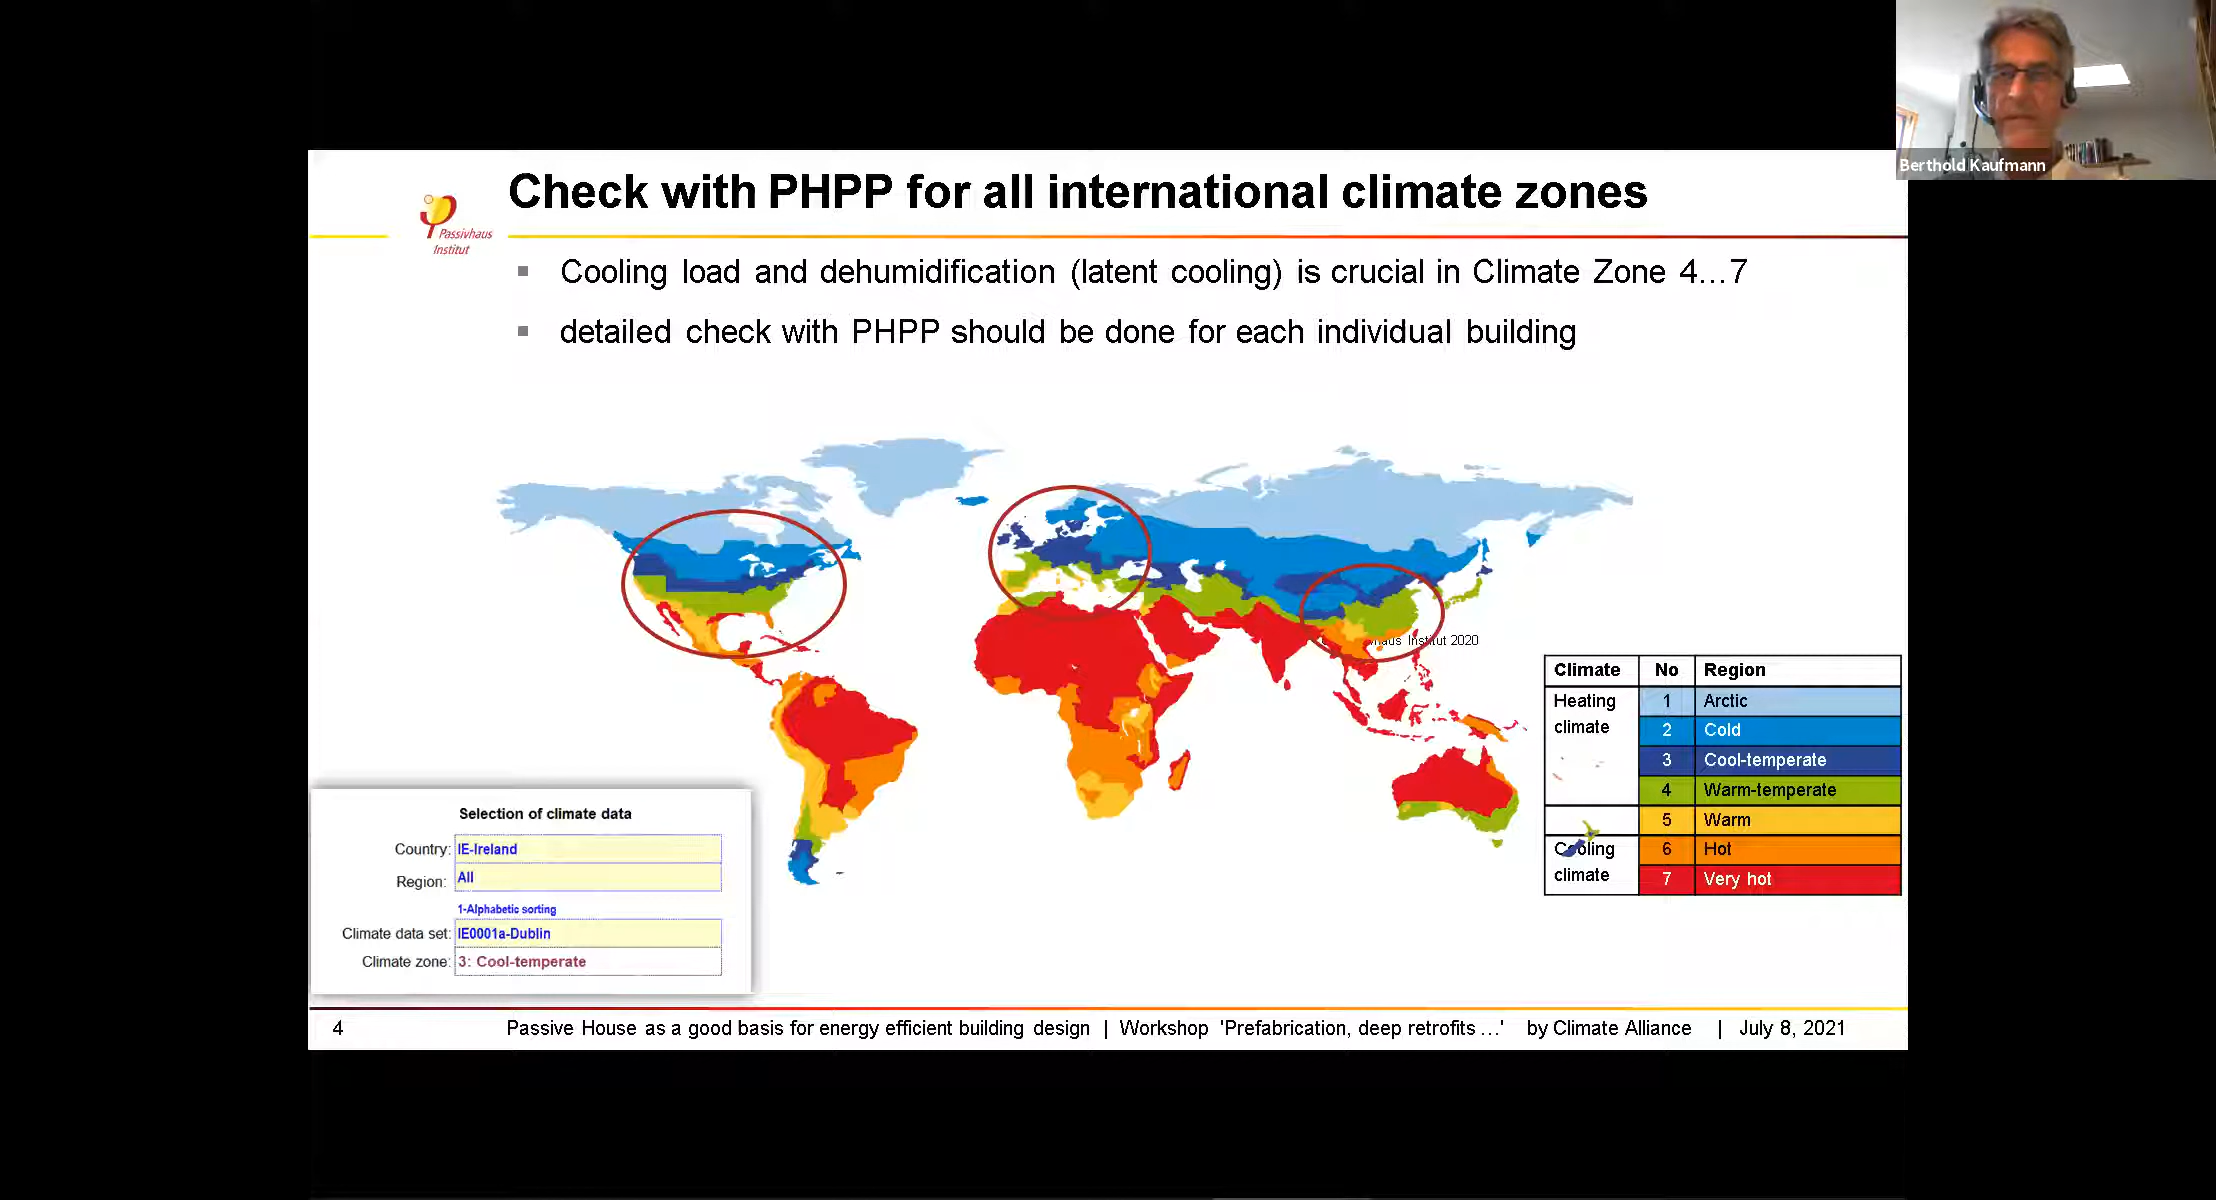 Berthold Kaufmann
Check with PHPP for all international climate zones
Passivhaus
Institut
Cooling load and dehumidification (latent cooling) is crucial in Climate Zone 4...7
detailed check with PHPP should be done for each individual building
Institut 2020
Climate No Region
Heating climate
1 Arctic
2 Cold
3 Cool-temperate
4 Warm-temperate
5 Warm
Cooling climate
6 Hot
7 Very hot
Selection of climate data
Country: IE-Ireland
Region: All
1-Alphabetic sorting
Climate data set: IE0001a-Dublin
Climate zone: 3: Cool-temperate
4 Passive House as a good basis for energy efficient building design | Workshop 'Prefabrication, deep retrofits ...' by Climate Alliance | July 8, 2021